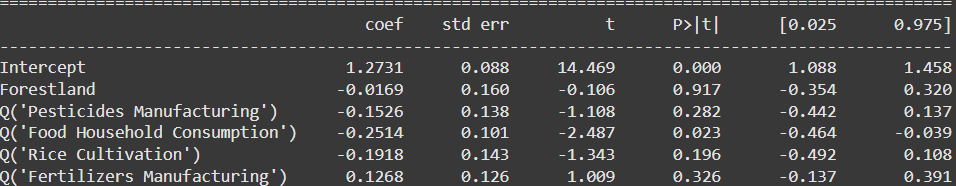 coef std err t P>|t| [0.025 0.975]
Intercept 1.2731 0.088 14.469 0.000 1.088 1.458
Forestland -0.0169 0.160 -0.106 0.917 -0.354 0.320
Q('Pesticides Manufacturing') -0.1526 0.138 -1.108 0.282 -0.442 0.137
Q('Food Household Consumption') -0.2514 0.101 -2.487 0.023 -0.464 -0.039
Q('Rice Cultivation') -0.1918 0.143 -1.343 0.196 -0.492 0.108
Q('Fertilizers Manufacturing') 0.1268 0.126 1.009 0.326 -0.137 0.391